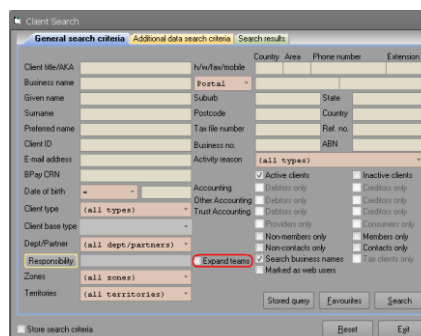 Client Search
General search criteria Additional data search criteria Search results
County Area Phone number Extension
Client title/AKA h/w/fax/mobile
Business name Postal
Given name Suburb State
Surname Postcode Country
Preferred name Tax file number Ref. no.
Client ID Business no. ABN
E-mail address Activity reason (all types)
BPay CRN Active clients Inactive clients
Date of birth = Accounting Debtors only Creditors only
Other Accounting Debtors only Creditors only
Client type (all types) Trust Accounting Debtors only Creditors only
Providers only Consumers only
Client base type Non-members only Members only
Dept/Partner (all dept/partners) Non-contacts only Contacts only
Responsibility Expand teams Search business names Tax clients only
Zones (all zones) Marked as web users
Territories (all territories) Stored query Favourites Search
Store search criteria Reset Exit